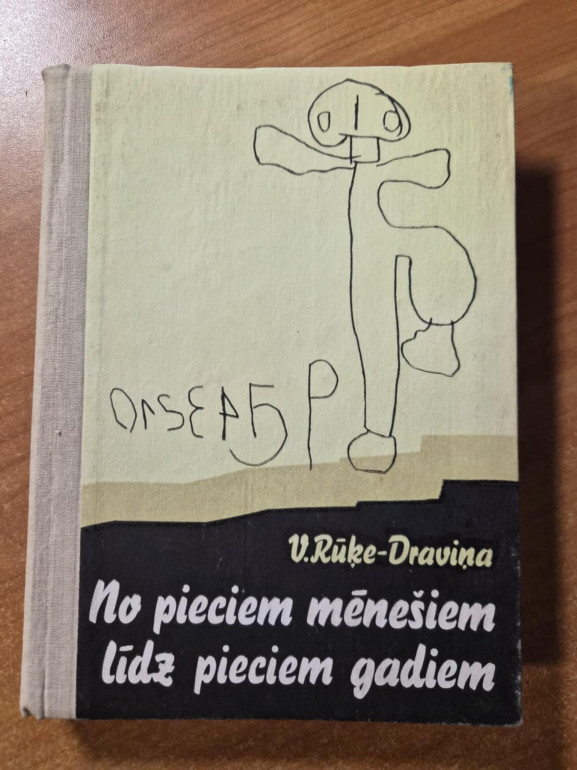 V.Rūķe-Draviņa
No pieciem mēnešiem
līdz pieciem gadiem